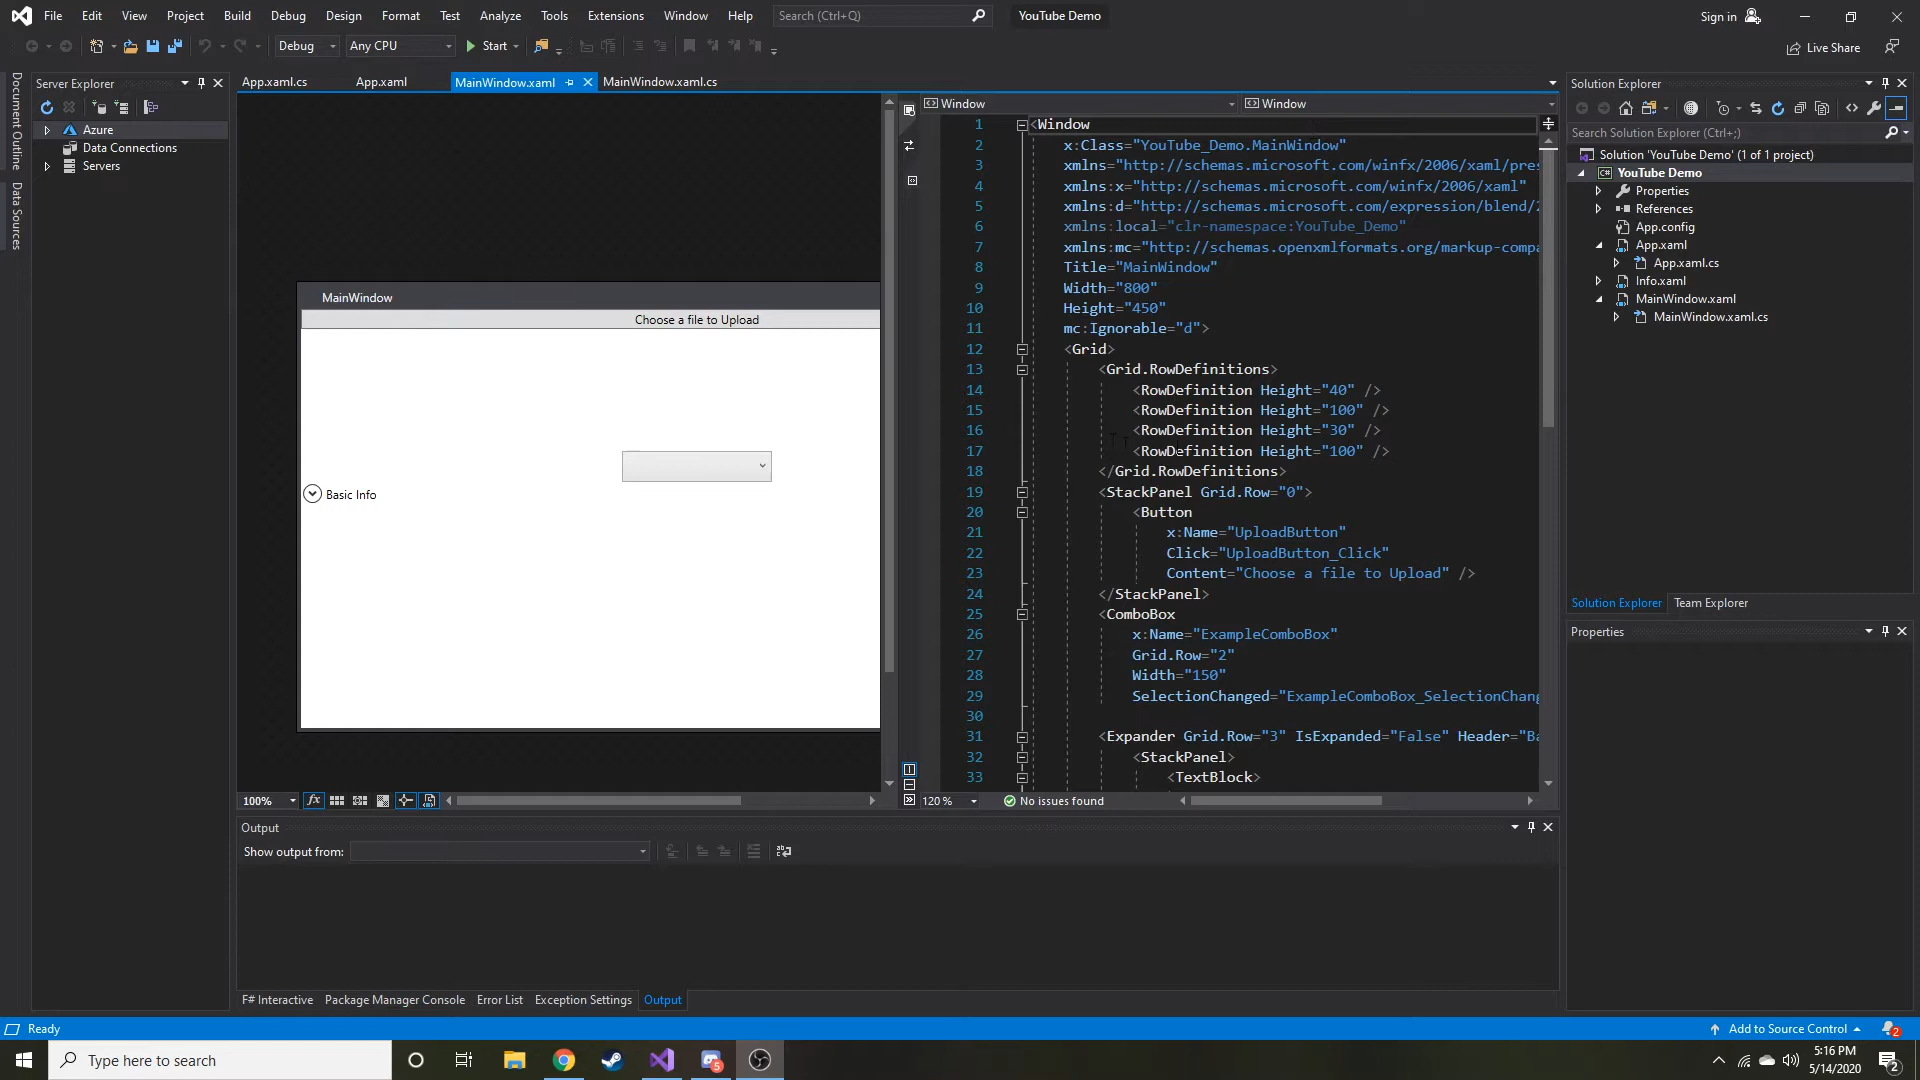 File Edit View Project Build Debug Design Format Test Analyze Tools Extensions Window Help Search (Ctrl+Q) YouTube Demo Sign in
Debug Any CPU Start Live Share
Document Outline
Data Sources
Server Explorer
Azure
Data Connections
Servers
App.xaml.cs App.xaml MainWindow.xaml MainWindow.xaml.cs
MainWindow
Choose a file to Upload
Basic Info
100%
Window Window
1 <Window
2 x:Class="YouTube_Demo.MainWindow"
3 xmlns="http://schemas.microsoft.com/winfx/2006/xaml/pres
4 xmlns:x="http://schemas.microsoft.com/winfx/2006/xaml"
5 xmlns:d="http://schemas.microsoft.com/expression/blend/2
6 xmlns:local="clr-namespace:YouTube_Demo"
7 xmlns:mc="http://schemas.openxmlformats.org/markup-compa
8 Title="MainWindow"
9 Width="800"
10 Height="450"
11 mc:Ignorable="d">
12 <Grid>
13 <Grid.RowDefinitions>
14 <RowDefinition Height="40" />
15 <RowDefinition Height="100" />
16 <RowDefinition Height="30" />
17 <RowDefinition Height="100" />
18 </Grid.RowDefinitions>
19 <StackPanel Grid.Row="0">
20 <Button
21 x:Name="UploadButton"
22 Click="UploadButton_Click"
23 Content="Choose a file to Upload" />
24 </StackPanel>
25 <ComboBox
26 x:Name="ExampleComboBox"
27 Grid.Row="2"
28 Width="150"
29 SelectionChanged="ExampleComboBox_SelectionChang
30
31 <Expander Grid.Row="3" IsExpanded="False" Header="Ba
32 <StackPanel>
33 <TextBlock>
120 % No issues found
Solution Explorer
Search Solution Explorer (Ctrl+;)
Solution 'YouTube Demo' (1 of 1 project)
YouTube Demo
Properties
References
App.config
App.xaml
App.xaml.cs
Info.xaml
MainWindow.xaml
MainWindow.xaml.cs
Solution Explorer Team Explorer
Properties
Output
Show output from:
F# Interactive Package Manager Console Error List Exception Settings Output
Ready Add to Source Control 2
Type here to search 5 5:16 PM
5/14/2020 2